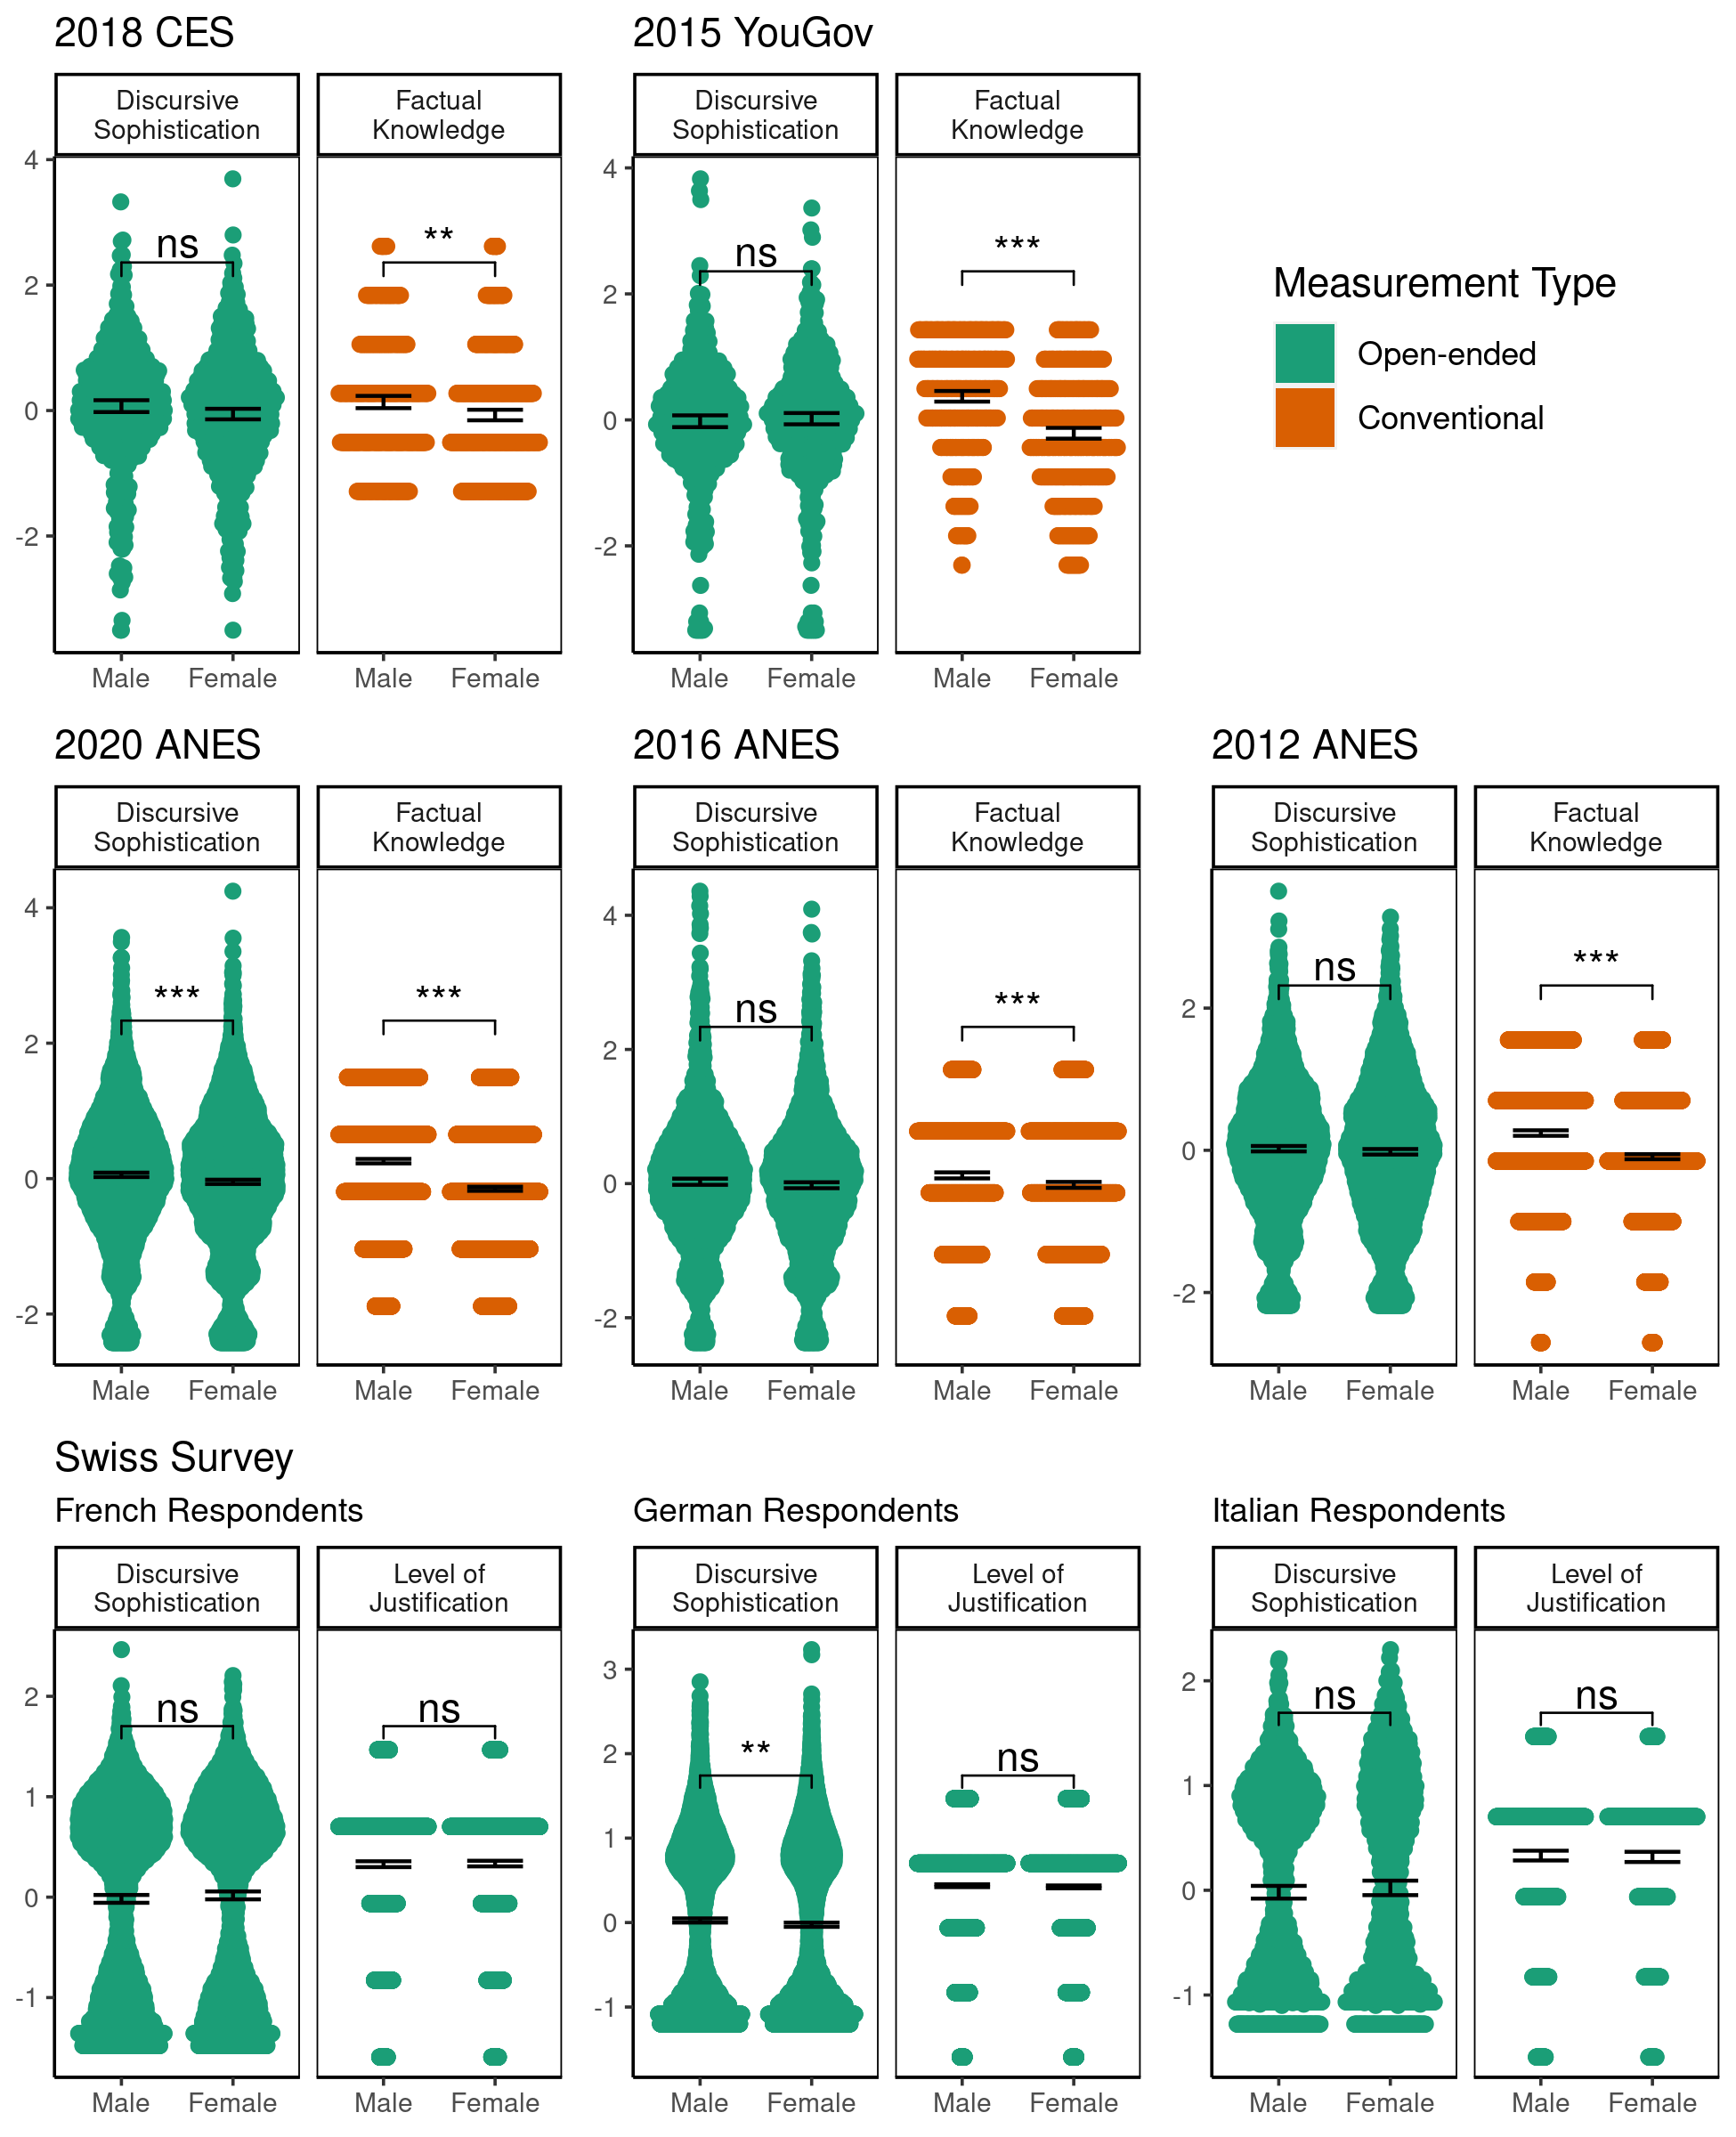 2018 CES
2015 YouGov
Discursive
Sophistication
Factual
Knowledge
Discursive
Sophistication
Factual
Knowledge
4
2
0
-2
ns
**
4
2
0
-2
ns
***
Male
Female
Male
Female
Male
Female
Male
Female
Measurement Type
Open-ended
Conventional
2020 ANES
2016 ANES
2012 ANES
Discursive
Sophistication
Factual
Knowledge
Discursive
Sophistication
Factual
Knowledge
Discursive
Sophistication
Factual
Knowledge
4
2
0
-2
***
***
4
2
0
-2
ns
***
2
0
-2
ns
***
Male
Female
Male
Female
Male
Female
Male
Female
Male
Female
Male
Female
Swiss Survey
French Respondents
German Respondents
Italian Respondents
Discursive
Sophistication
Level of
Justification
Discursive
Sophistication
Level of
Justification
Discursive
Sophistication
Level of
Justification
2
1
0
-1
ns
ns
3
2
1
0
-1
**
ns
2
1
0
-1
ns
ns
Male
Female
Male
Female
Male
Female
Male
Female
Male
Female
Male
Female